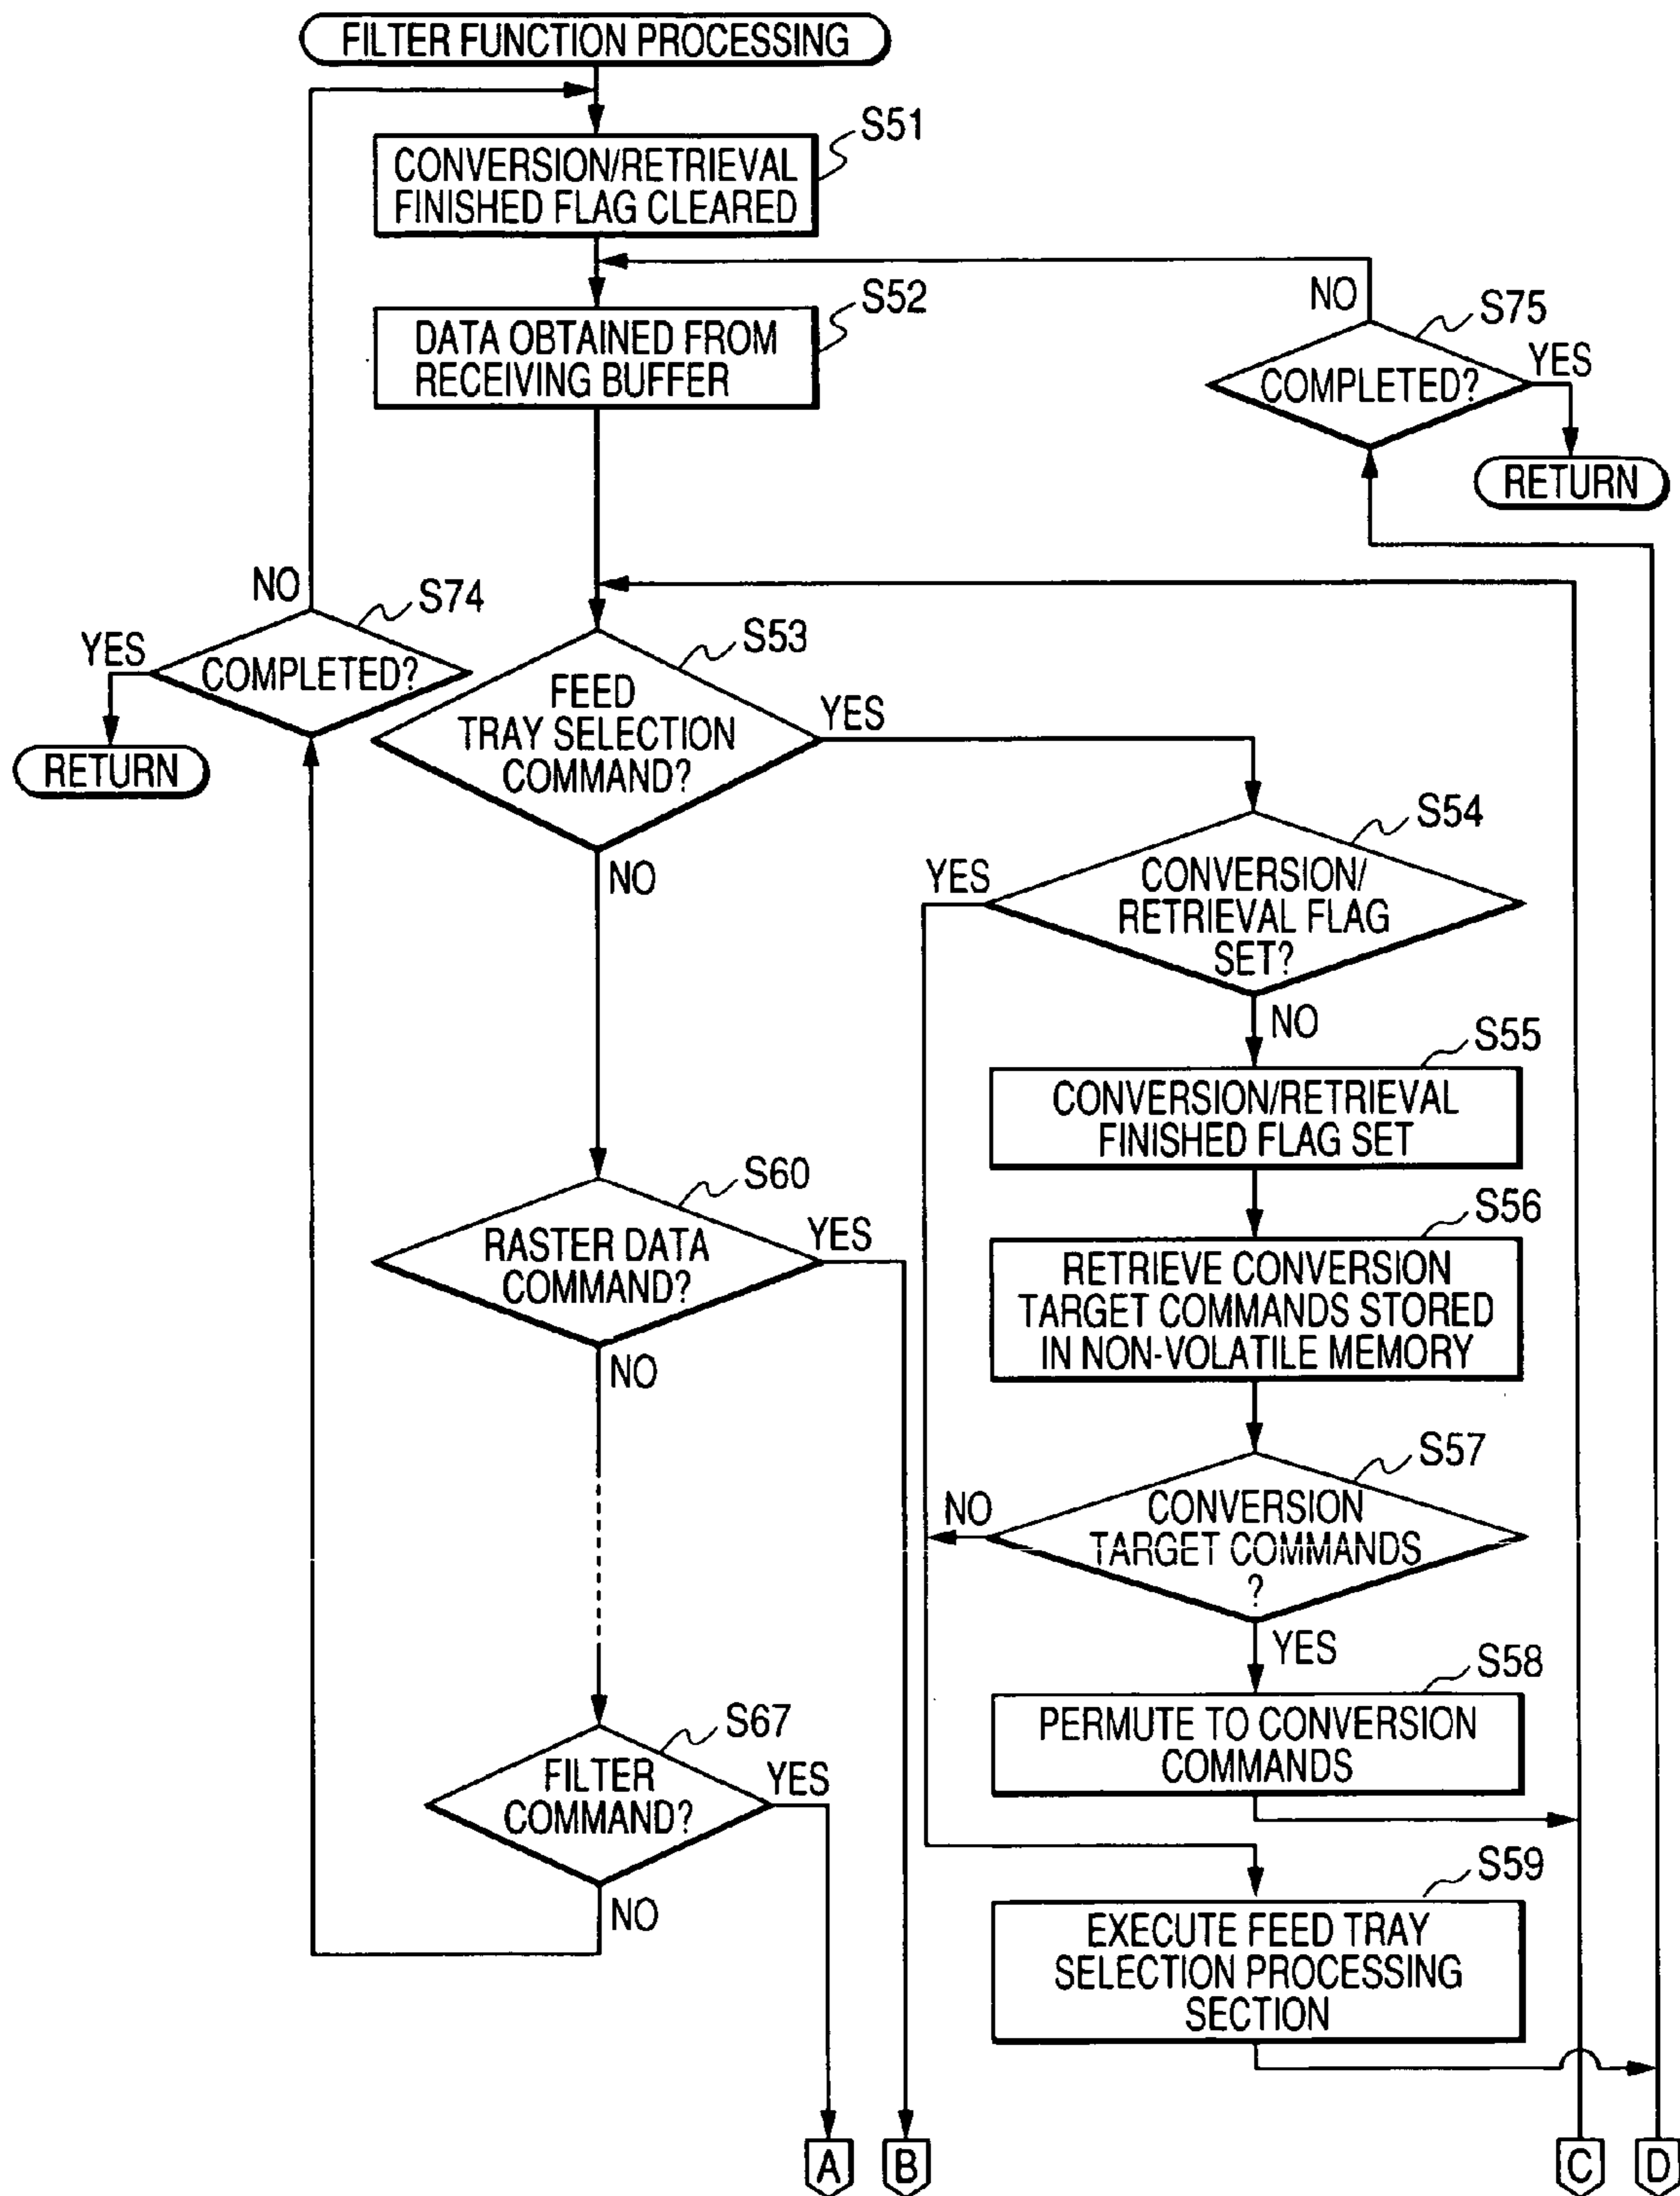 FILTER FUNCTION PROCESSING
S51
CONVERSION/RETRIEVAL
FINISHED FLAG CLEARED
S52
DATA OBTAINED FROM
RECEIVING BUFFER
NO
S75
COMPLETED?
YES
RETURN
NO
S74
YES
COMPLETED?
RETURN
S53
FEED
TRAY SELECTION
COMMAND?
YES
NO
S54
YES
CONVERSION/
RETRIEVAL FLAG
SET?
NO
S55
CONVERSION/RETRIEVAL
FINISHED FLAG SET
S56
RETRIEVE CONVERSION
TARGET COMMANDS STORED
IN NON-VOLATILE MEMORY
S57
NO
CONVERSION
TARGET COMMANDS
?
YES
S58
PERMUTE TO CONVERSION
COMMANDS
S59
EXECUTE FEED TRAY
SELECTION PROCESSING
SECTION
S60
RASTER DATA
COMMAND?
YES
NO
S67
FILTER
COMMAND?
YES
NO
A
B
C
D